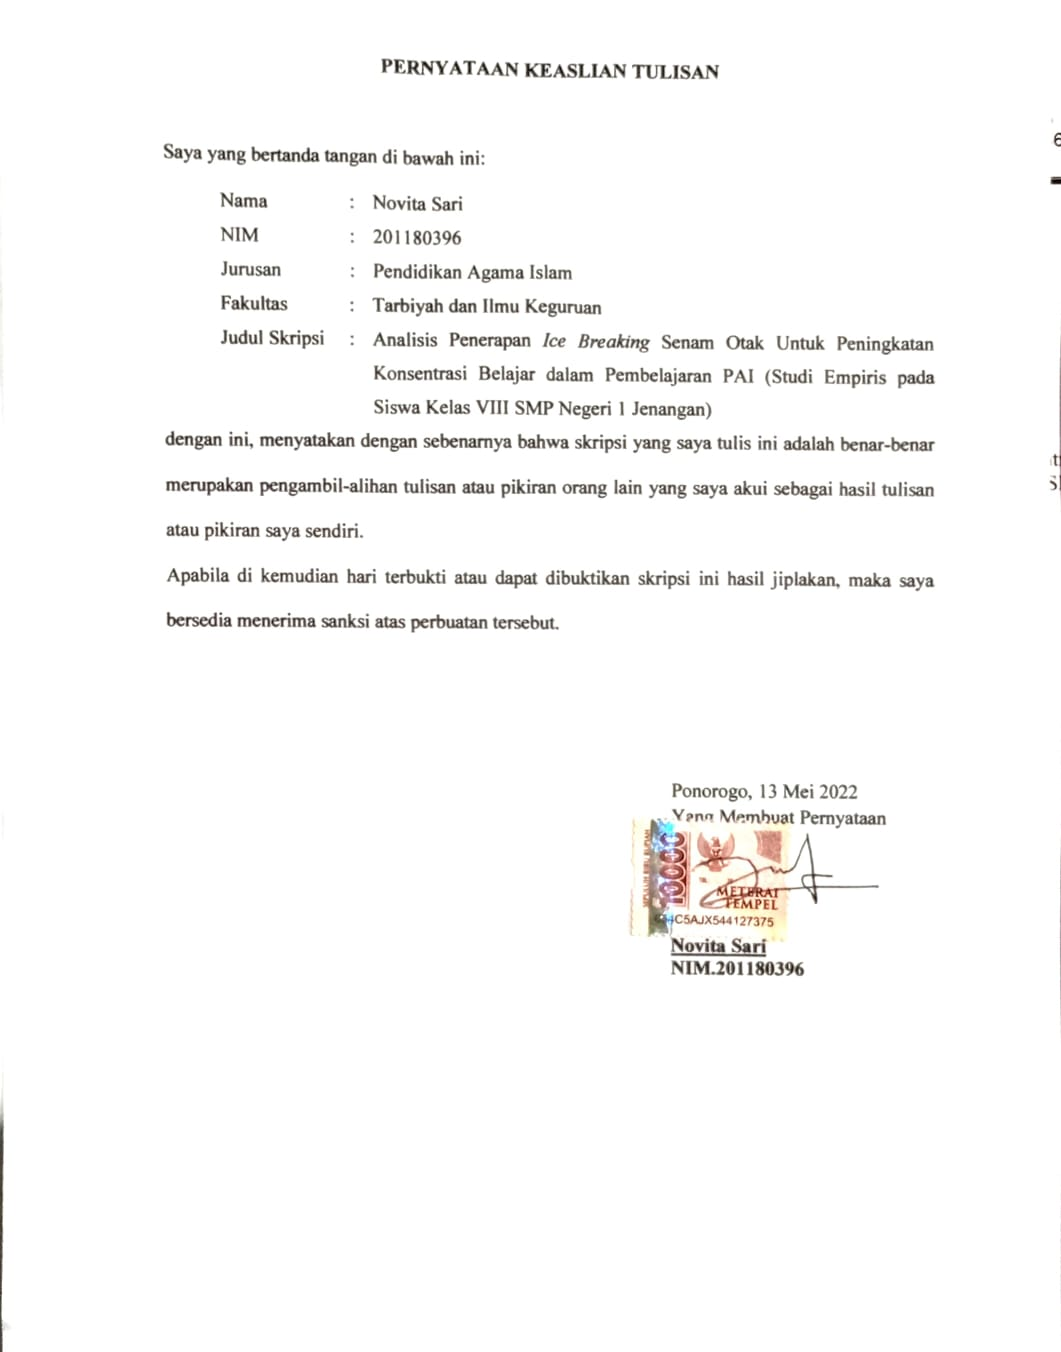 PERNYATAAN KEASLIAN TULISAN
Saya yang bertanda tangan di bawah ini:
Nama : Novita Sari
NIM : 201180396
Jurusan : Pendidikan Agama Islam
Fakultas : Tarbiyah dan Ilmu Keguruan
Judul Skripsi : Analisis Penerapan Ice Breaking Senam Otak Untuk Peningkatan
Konsentrasi Belajar dalam Pembelajaran PAI (Studi Empiris pada
Siswa Kelas VIII SMP Negeri 1 Jenangan)
dengan ini, menyatakan dengan sebenarnya bahwa skripsi yang saya tulis ini adalah benar-benar
merupakan pengambil-alihan tulisan atau pikiran orang lain yang saya akui sebagai hasil tulisan
atau pikiran saya sendiri.
Apabila di kemudian hari terbukti atau dapat dibuktikan skripsi ini hasil jiplakan, maka saya
bersedia menerima sanksi atas perbuatan tersebut.
Ponorogo, 13 Mei 2022
Yang Membuat Pernyataan
10000
METERAI
TEMPEL
C5AJX544127375
Novita Sari
NIM.201180396